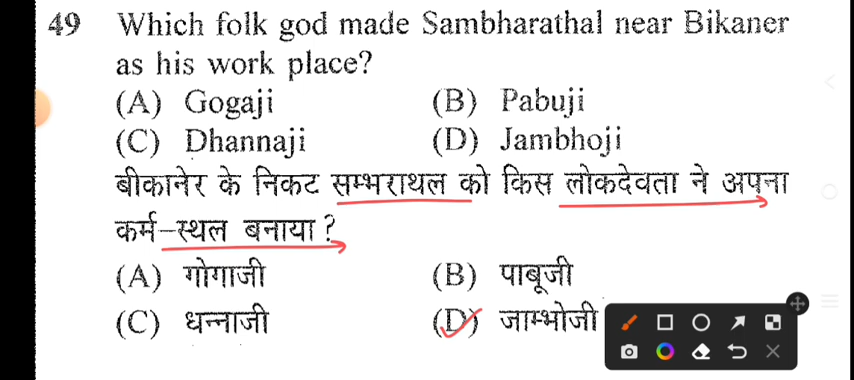 49 Which folk god made Sambharathal near Bikaner
as his work place?
(A) Gogaji (B) Pabuji
(C) Dhannaji (D) Jambhoji
बीकानेर के निकट सम्भराथल को किस लोकदेवता ने अपना
कर्म-स्थल बनाया?
(A) गोगाजी (B) पाबूजी
(C) धन्नाजी (D) जाम्भोजी